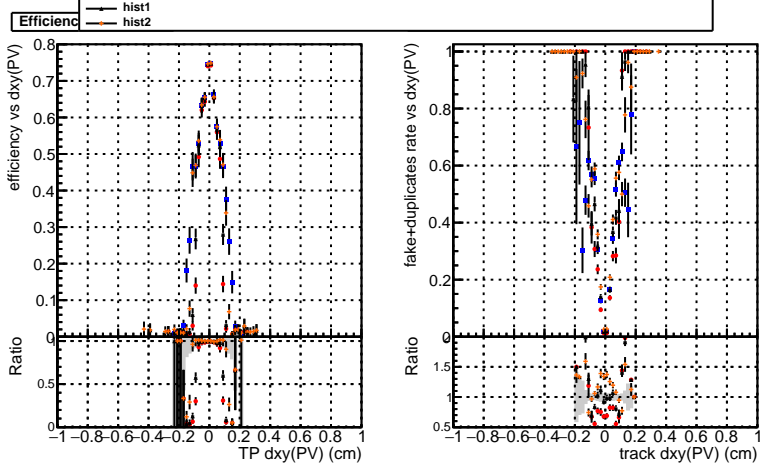 hist1
Efficienc
hist2
efficiency vs dxy(PV)
0.8
0.7
0.6
0.5
0.4
0.3
0.2
0.1
0
Ratio
1
0.5
0
−1 −0.8 −0.6 −0.4 −0.2 0 0.2 0.4 0.6 0.8 1
TP dxy(PV) (cm)
fake+duplicates rate vs dxy(PV)
1
0.8
0.6
0.4
0.2
0
Ratio
2
1.5
1
0.5
−1 −0.8 −0.6 −0.4 −0.2 0 0.2 0.4 0.6 0.8 1
track dxy(PV) (cm)